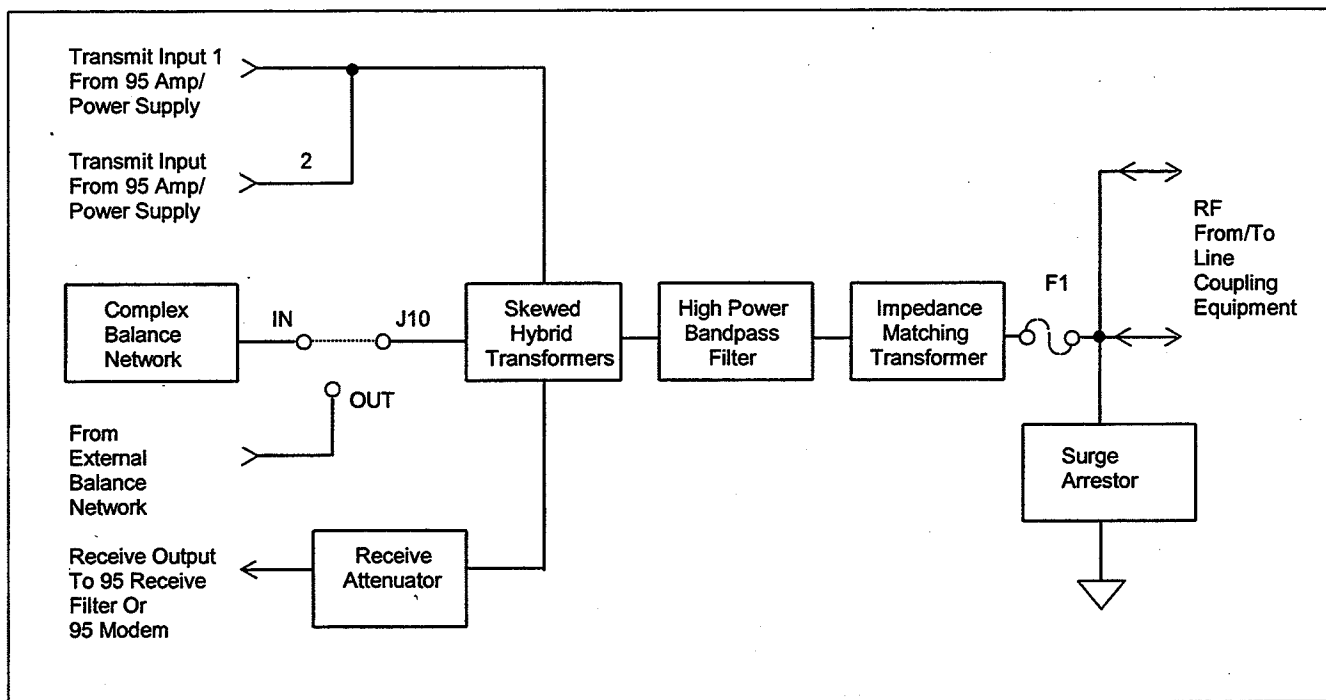 Transmit Input 1
From 95 Amp/
Power Supply
Transmit Input 2
From 95 Amp/
Power Supply
Complex
Balance
Network
IN
J10
OUT
From
External
Balance
Network
Skewed
Hybrid
Transformers
High Power
Bandpass
Filter
Impedance
Matching
Transformer
F1
RF
From/To
Line
Coupling
Equipment
Surge
Arrestor
Receive Output
To 95 Receive
Filter Or
95 Modem
Receive
Attenuator